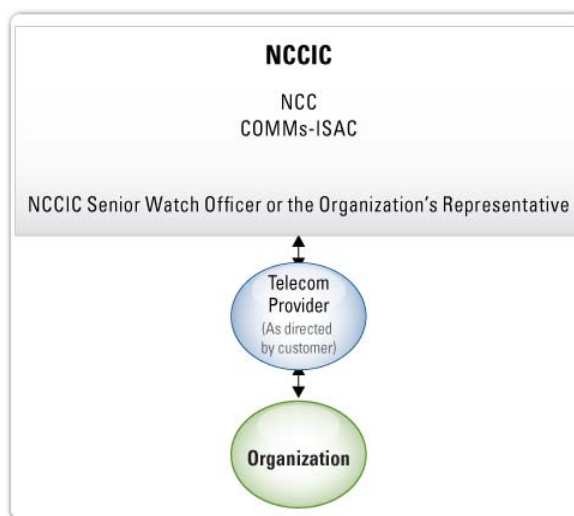 NCCIC
NCC
COMMs-ISAC
NCCIC Senior Watch Officer or the Organization's Representative
Telecom
Provider
(As directed
by customer)
Organization